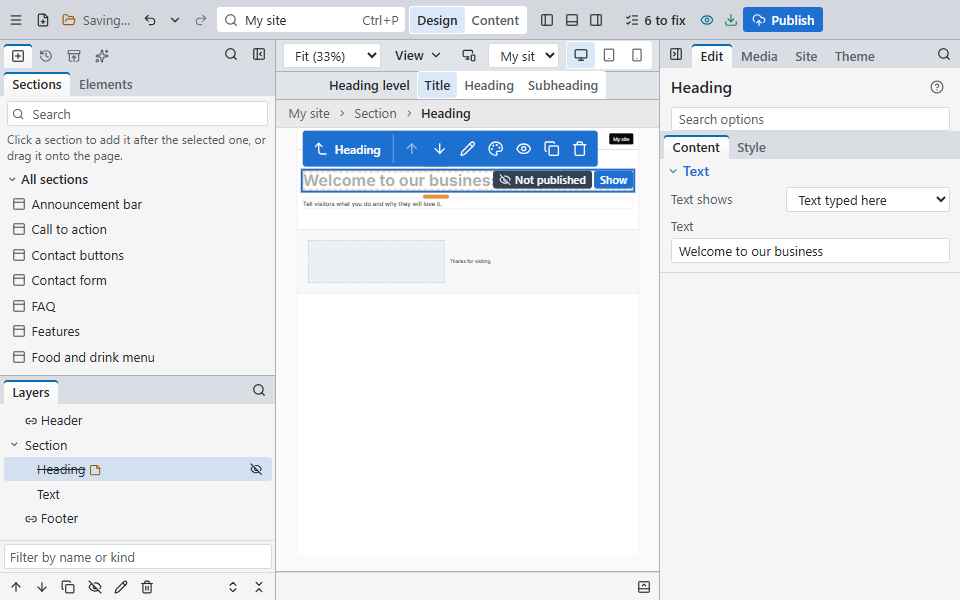 Saving...
My site
Ctrl+P
Design
Content
6 to fix
Publish
Sections
Elements
Search
Click a section to add it after the selected one, or
drag it onto the page.
All sections
Announcement bar
Call to action
Contact buttons
Contact form
FAQ
Features
Food and drink menu
Layers
Header
Section
Heading
Text
Footer
Filter by name or kind
Fit (33%)
View
My sit
Heading level
Title
Heading
Subheading
My site
Section
Heading
My site
Heading
Welcome to our busines
Not published
Show
Tell visitors what you do and why they will love it.
Thanks for visiting.
Edit
Media
Site
Theme
Heading
Search options
Content
Style
Text
Text shows
Text typed here
Text
Welcome to our business